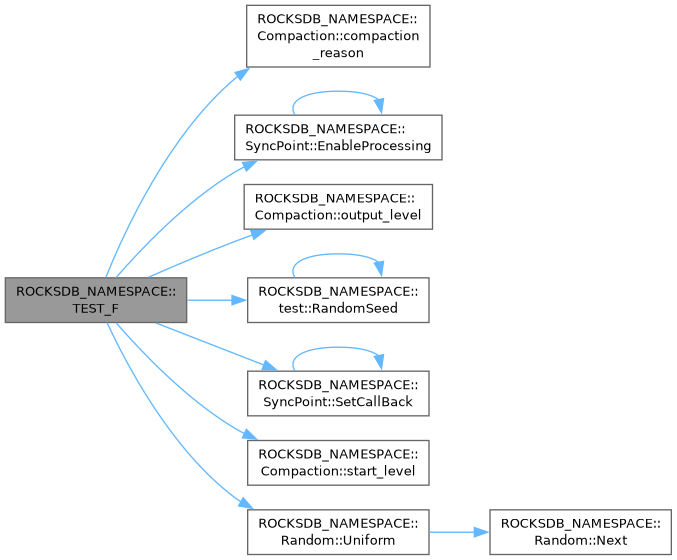 ROCKSDB_NAMESPACE::
Compaction::compaction
_reason
ROCKSDB_NAMESPACE::
SyncPoint::EnableProcessing
ROCKSDB_NAMESPACE::
Compaction::output_level
ROCKSDB_NAMESPACE::
TEST_F
ROCKSDB_NAMESPACE::
test::RandomSeed
ROCKSDB_NAMESPACE::
SyncPoint::SetCallBack
ROCKSDB_NAMESPACE::
Compaction::start_level
ROCKSDB_NAMESPACE::
Random::Uniform
ROCKSDB_NAMESPACE::
Random::Next